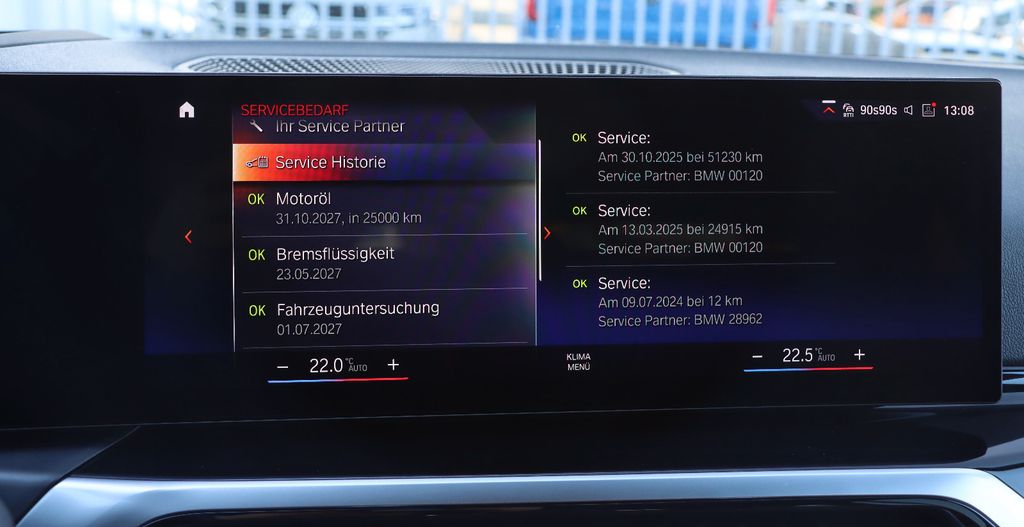 SERVICEBEDARF
Ihr Service Partner
Service Historie
OK Motoröl
31.10.2027, in 25000 km
OK Bremsflüssigkeit
23.05.2027
OK Fahrzeuguntersuchung
01.07.2027
RTTI 90s90s 13:08
OK Service:
Am 30.10.2025 bei 51230 km
Service Partner: BMW 00120
OK Service:
Am 13.03.2025 bei 24915 km
Service Partner: BMW 00120
OK Service:
Am 09.07.2024 bei 12 km
Service Partner: BMW 28962
− 22.0 °C AUTO +
KLIMA
MENÜ
− 22.5 °C AUTO +